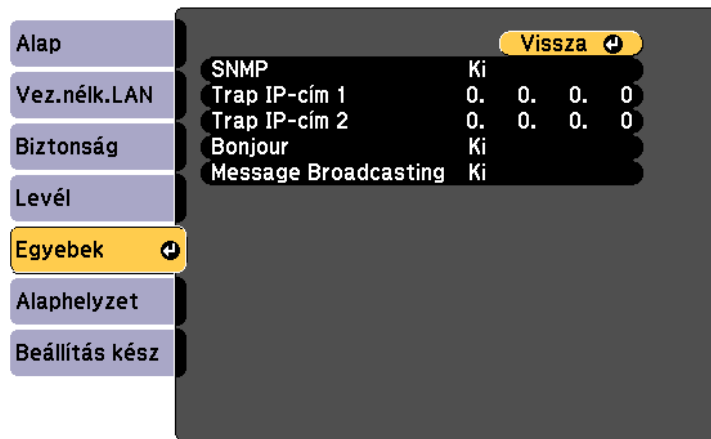 Alap
Vez.nélk.LAN
Biztonság
Levél
Egyebek
Alaphelyzet
Beállítás kész
Vissza
SNMP Ki
Trap IP-cím 1 0. 0. 0. 0
Trap IP-cím 2 0. 0. 0. 0
Bonjour Ki
Message Broadcasting Ki